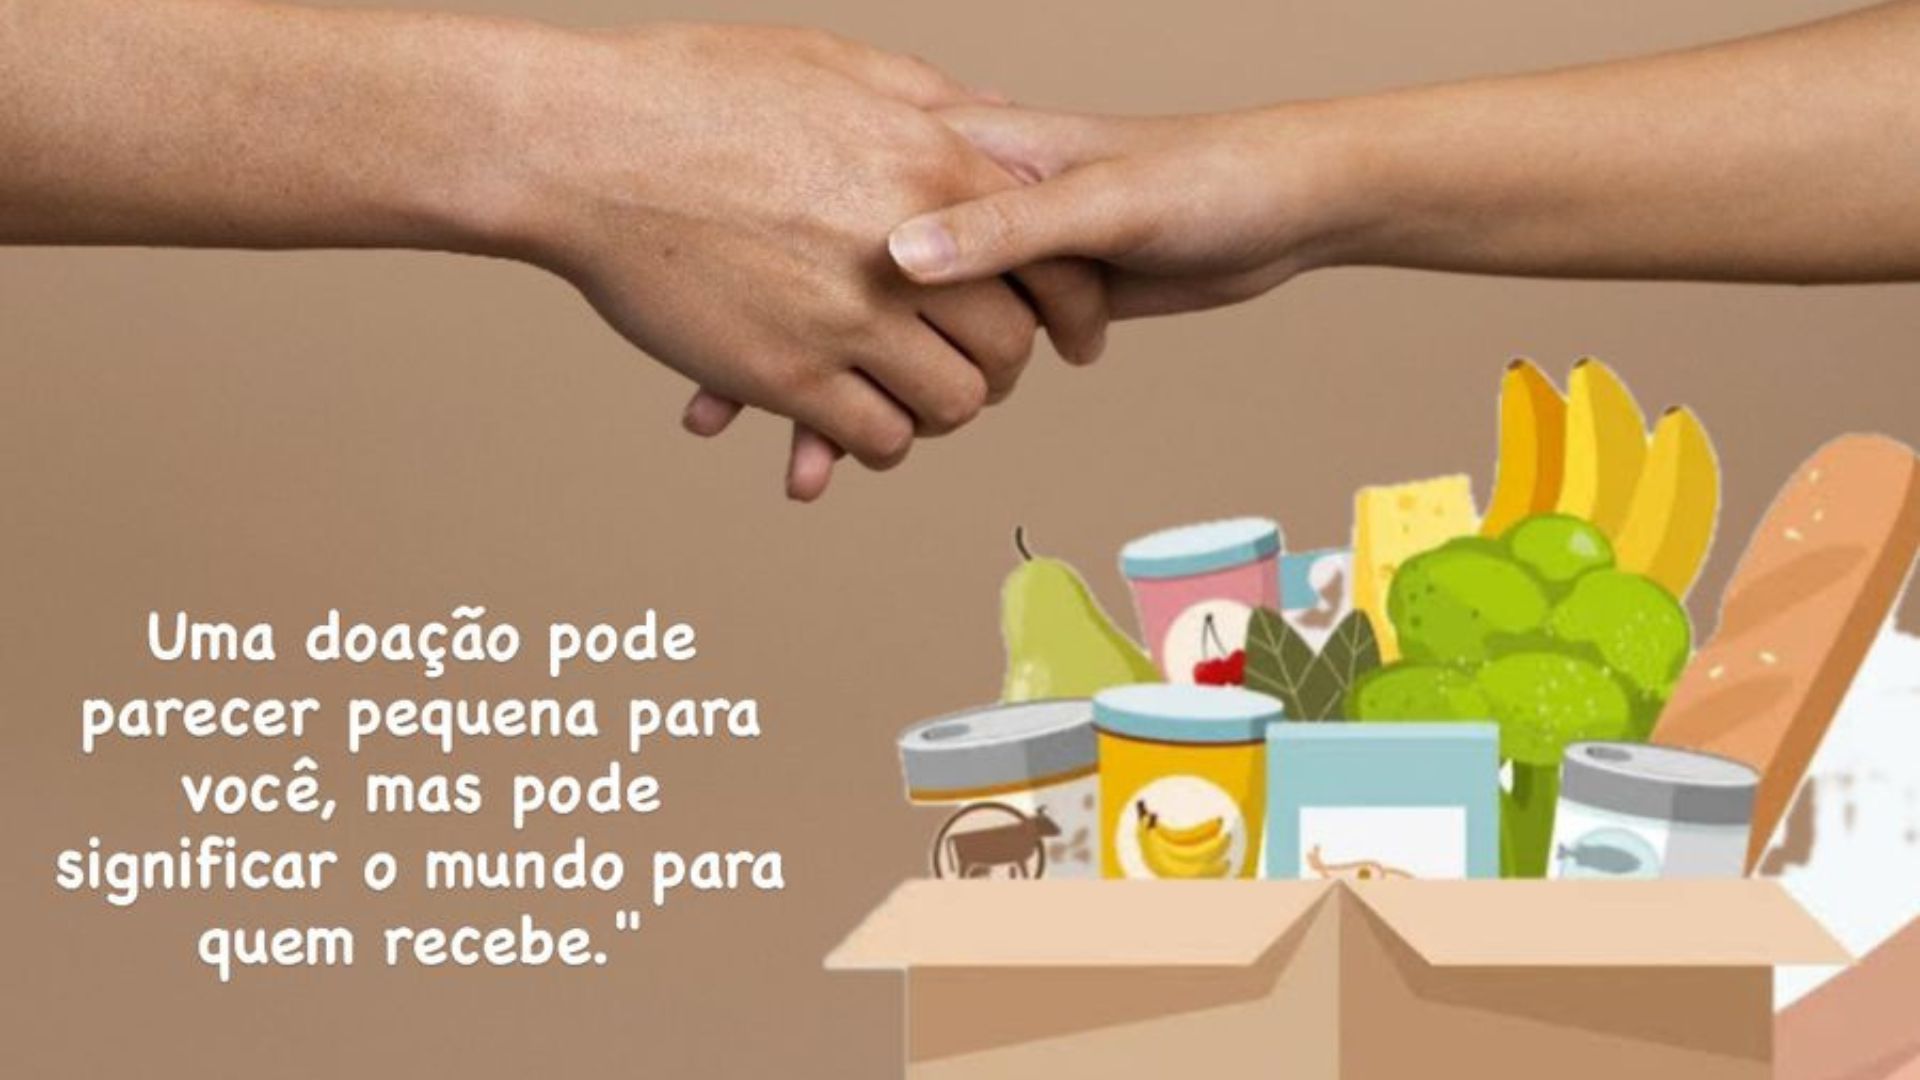 Uma doação pode
parecer pequena para
você, mas pode
significar o mundo para
quem recebe."